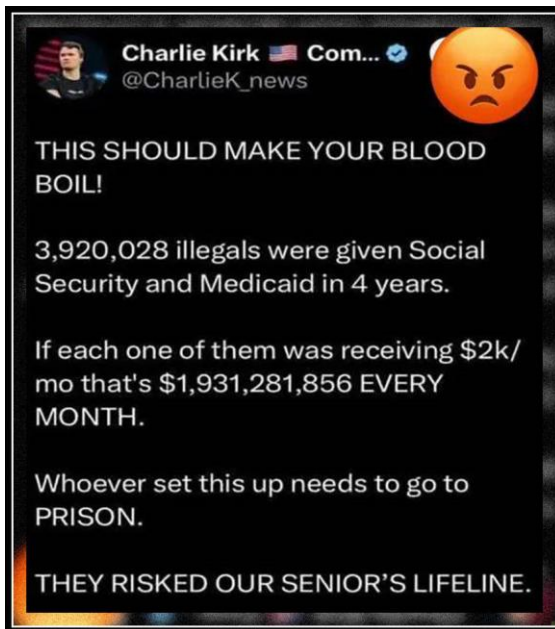 Charlie Kirk 🇺🇸 Com...
@CharlieK_news
THIS SHOULD MAKE YOUR BLOOD
BOIL!
3,920,028 illegals were given Social
Security and Medicaid in 4 years.
If each one of them was receiving $2k/
mo that's $1,931,281,856 EVERY
MONTH.
Whoever set this up needs to go to
PRISON.
THEY RISKED OUR SENIOR’S LIFELINE.